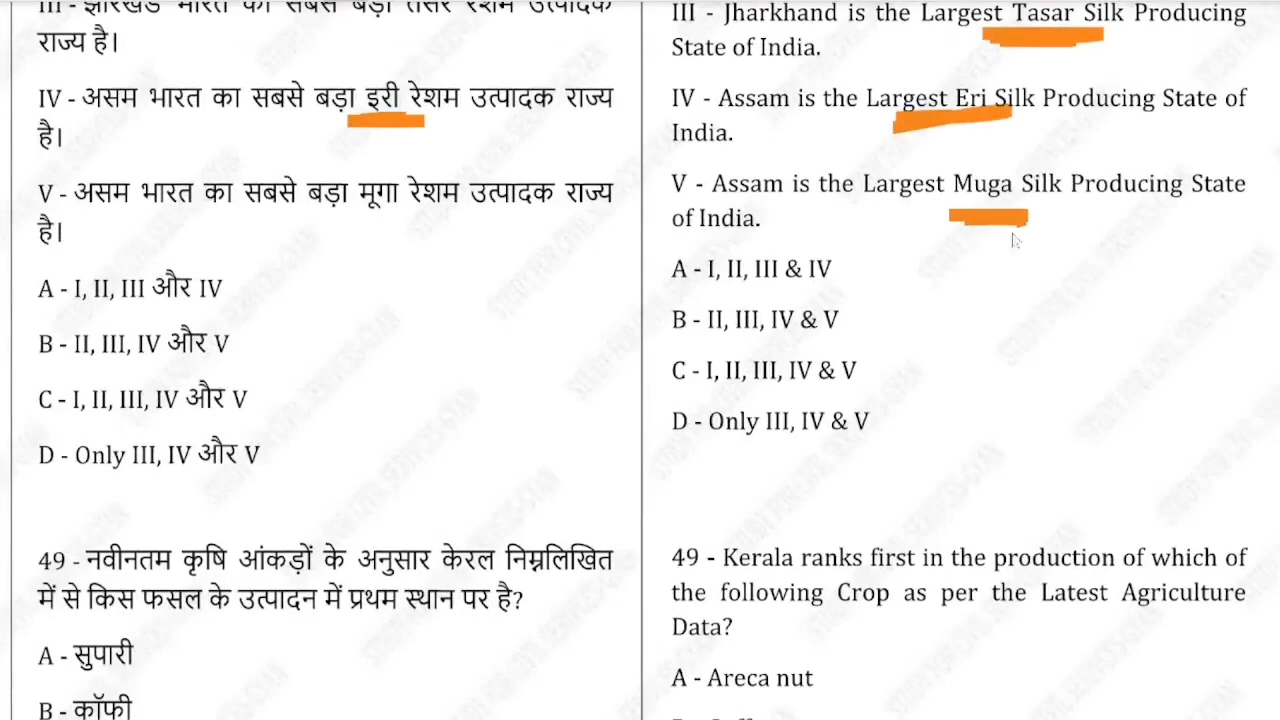 III - झारखंड भारत का सबसे बड़ा तसर रेशम उत्पादक
राज्य है।
IV - असम भारत का सबसे बड़ा इरी रेशम उत्पादक राज्य
है।
V - असम भारत का सबसे बड़ा मूगा रेशम उत्पादक राज्य
है।
A - I, II, III और IV
B - II, III, IV और V
C - I, II, III, IV और V
D - Only III, IV और V
49 - नवीनतम कृषि आंकड़ों के अनुसार केरल निम्नलिखित
में से किस फसल के उत्पादन में प्रथम स्थान पर है?
A - सुपारी
B - कॉफी
III - Jharkhand is the Largest Tasar Silk Producing
State of India.
IV - Assam is the Largest Eri Silk Producing State of
India.
V - Assam is the Largest Muga Silk Producing State
of India.
A - I, II, III & IV
B - II, III, IV & V
C - I, II, III, IV & V
D - Only III, IV & V
49 - Kerala ranks first in the production of which of
the following Crop as per the Latest Agriculture
Data?
A - Areca nut